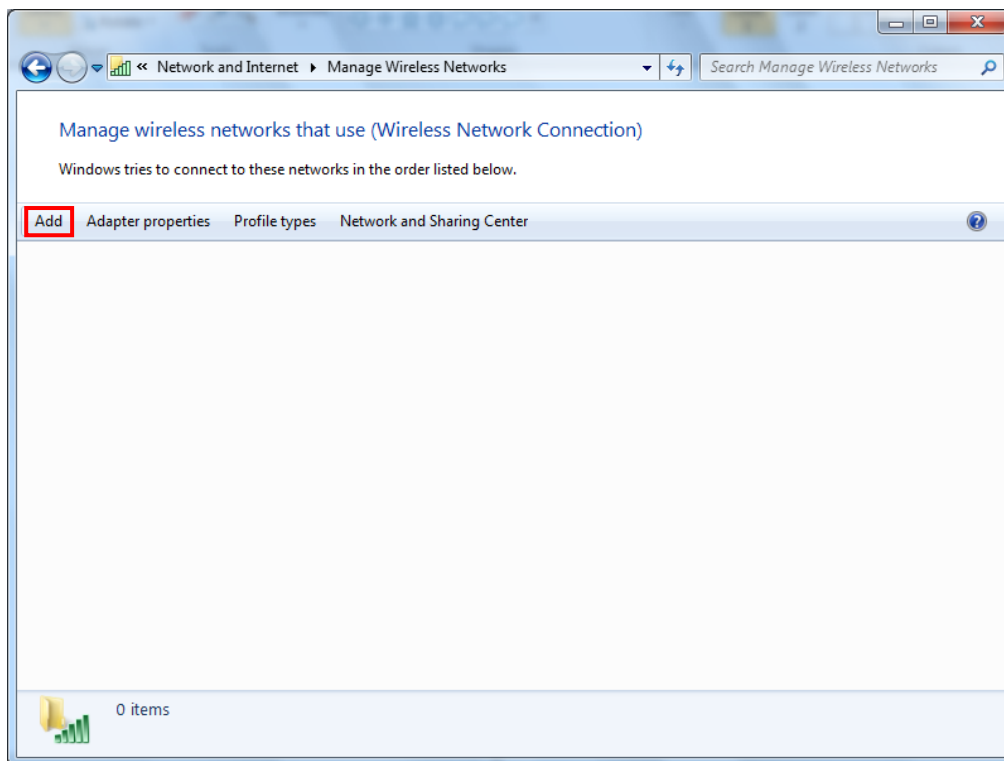 « Network and Internet ▸ Manage Wireless Networks
Search Manage Wireless Networks
Manage wireless networks that use (Wireless Network Connection)
Windows tries to connect to these networks in the order listed below.
Add Adapter properties Profile types Network and Sharing Center
0 items